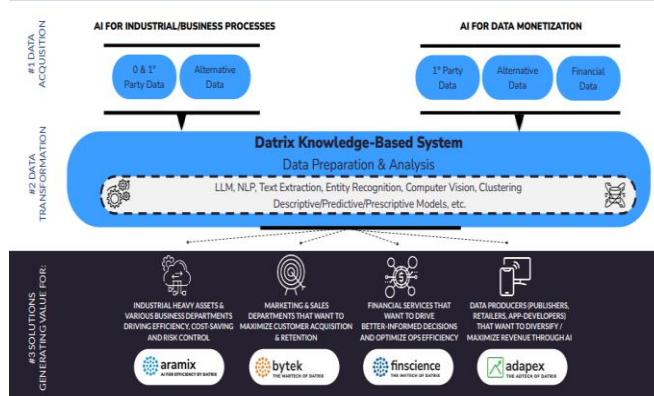 AI FOR INDUSTRIAL/BUSINESS PROCESSES
AI FOR DATA MONETIZATION
#1 DATA
ACQUISITION
0 & 1°
Party Data
Alternative
Data
1° Party
Data
Alternative
Data
Financial
Data
#2 DATA
TRANSFORMATION
Datrix Knowledge-Based System
Data Preparation & Analysis
LLM, NLP, Text Extraction, Entity Recognition, Computer Vision, Clustering
Descriptive/Predictive/Prescriptive Models, etc.
#3 SOLUTIONS
GENERATING VALUE FOR:
INDUSTRIAL HEAVY ASSETS &
VARIOUS BUSINESS DEPARTMENTS
DRIVING EFFICIENCY, COST-SAVING
AND RISK CONTROL
aramix
AI FOR EFFICIENCY BY DATRIX
MARKETING & SALES
DEPARTMENTS THAT WANT TO
MAXIMIZE CUSTOMER ACQUISITION
& RETENTION
bytek
THE MARTECH OF DATRIX
FINANCIAL SERVICES THAT
WANT TO DRIVE
BETTER-INFORMED DECISIONS
AND OPTIMIZE OPS EFFICIENCY
finscience
THE FINTECH OF DATRIX
DATA PRODUCERS (PUBLISHERS,
RETAILERS, APP-DEVELOPERS)
THAT WANT TO DIVERSIFY /
MAXIMIZE REVENUE THROUGH AI
adapex
THE ADTECH OF DATRIX